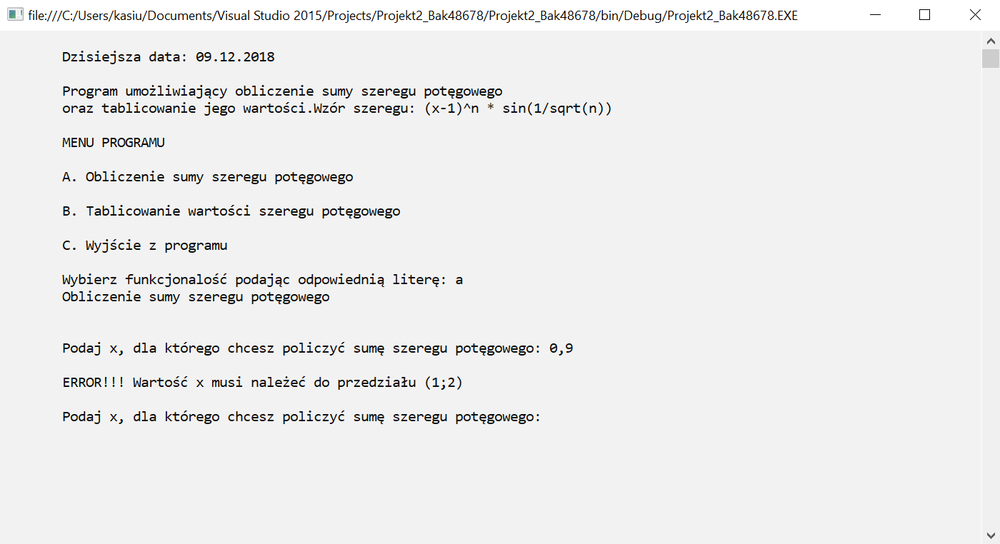 file:///C:/Users/kasiu/Documents/Visual Studio 2015/Projects/Projekt2_Bak48678/Projekt2_Bak48678/bin/Debug/Projekt2_Bak48678.EXE
Dzisiejsza data: 09.12.2018
Program umożliwiający obliczenie sumy szeregu potęgowego
oraz tablicowanie jego wartości.Wzór szeregu: (x-1)^n * sin(1/sqrt(n))
MENU PROGRAMU
A. Obliczenie sumy szeregu potęgowego
B. Tablicowanie wartości szeregu potęgowego
C. Wyjście z programu
Wybierz funkcjonalość podając odpowiednią literę: a
Obliczenie sumy szeregu potęgowego
Podaj x, dla którego chcesz policzyć sumę szeregu potęgowego: 0,9
ERROR!!! Wartość x musi należeć do przedziału (1;2)
Podaj x, dla którego chcesz policzyć sumę szeregu potęgowego: